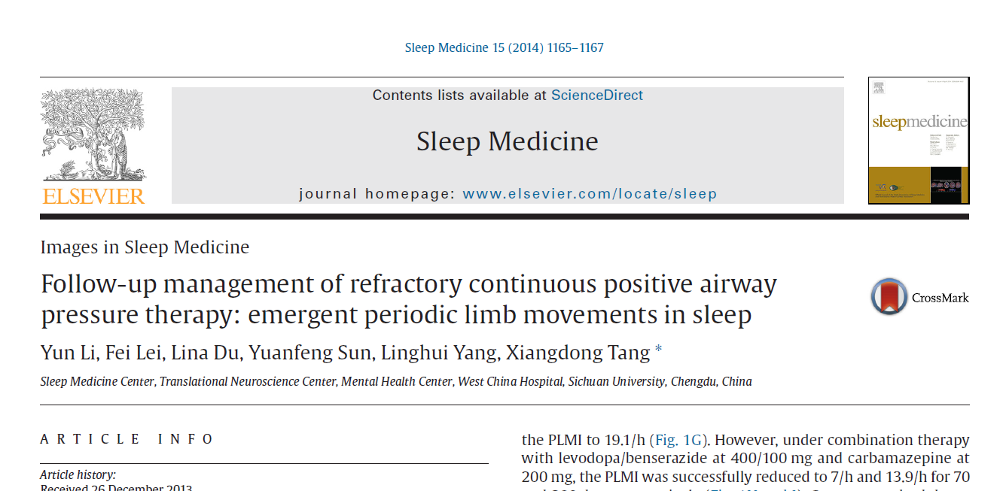 Sleep Medicine 15 (2014) 1165–1167
Contents lists available at ScienceDirect
Sleep Medicine
journal homepage: www.elsevier.com/locate/sleep
NON SOLUS
ELSEVIER
sleepmedicine
Images in Sleep Medicine
Follow-up management of refractory continuous positive airway
pressure therapy: emergent periodic limb movements in sleep
CrossMark
Yun Li, Fei Lei, Lina Du, Yuanfeng Sun, Linghui Yang, Xiangdong Tang *
Sleep Medicine Center, Translational Neuroscience Center, Mental Health Center, West China Hospital, Sichuan University, Chengdu, China
ARTICLE INFO
Article history:
Received 26 December 2013
the PLMI to 19.1/h (Fig. 1G). However, under combination therapy
with levodopa/benserazide at 400/100 mg and carbamazepine at
200 mg, the PLMI was successfully reduced to 7/h and 13.9/h for 70